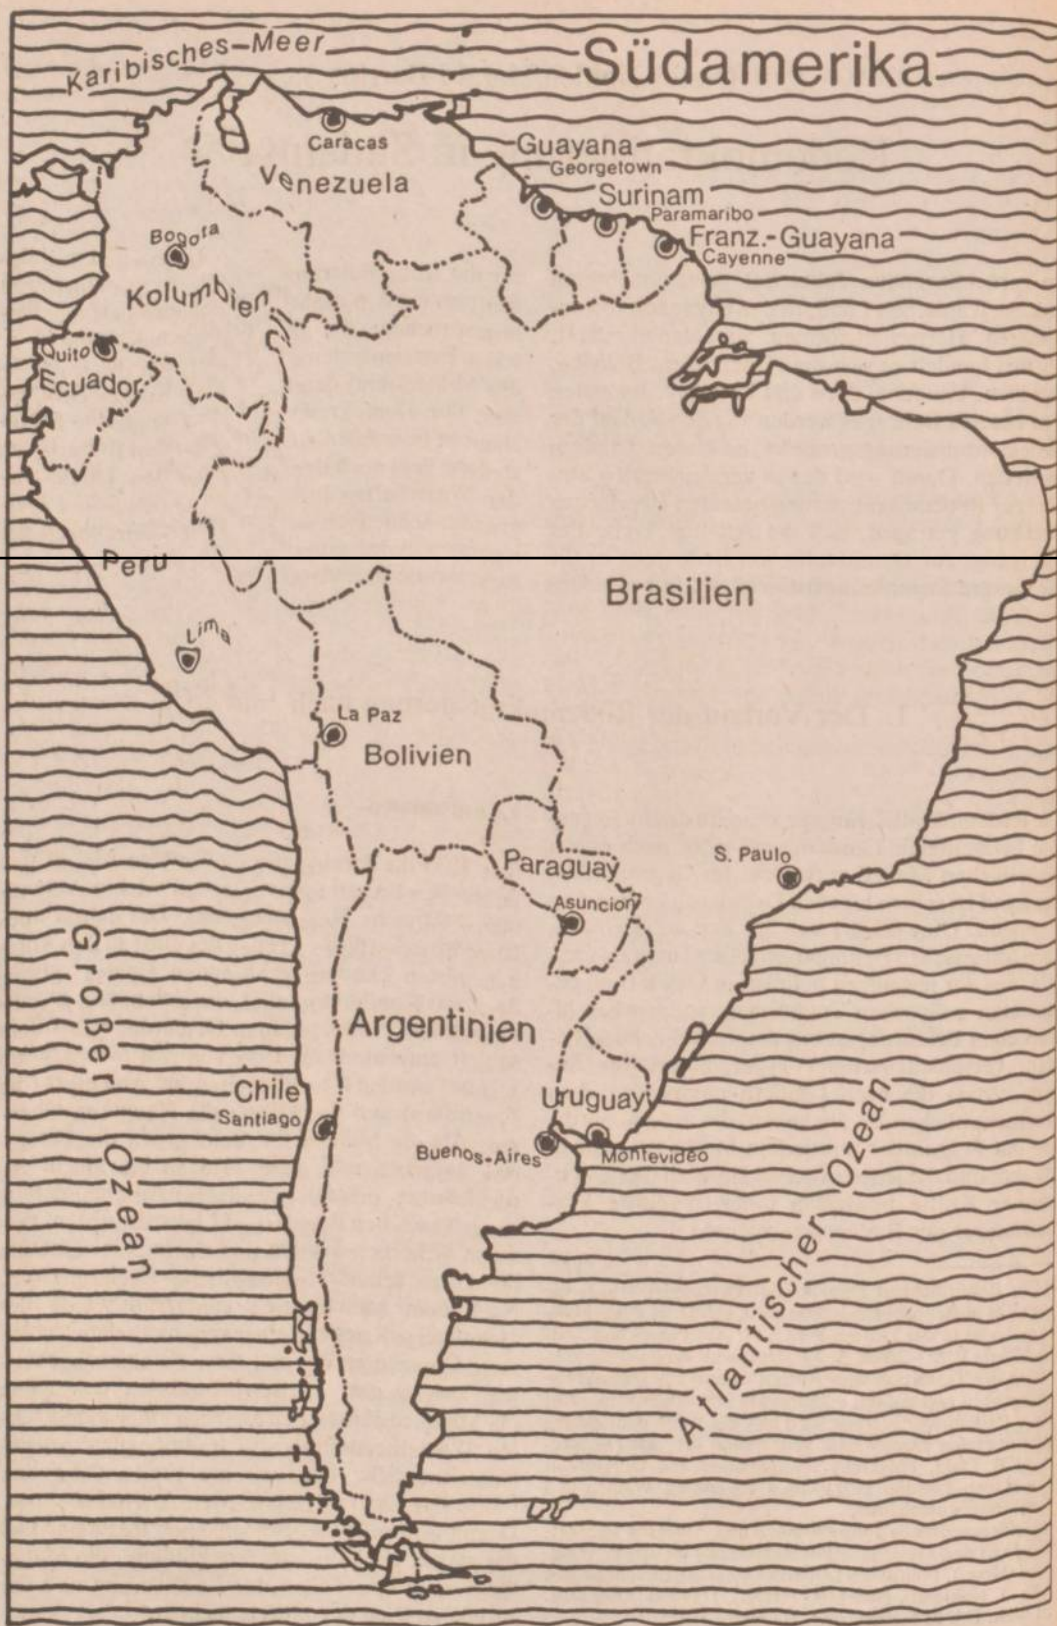 Karibisches-Meer
Südamerika
Caracas
Venezuela
Guayana
Georgetown
Surinam
Paramaribo
Franz.-Guayana
Cayenne
Bogota
Kolumbien
Quito
Ecuador
Peru
Brasilien
Lima
La Paz
Bolivien
Paraguay
S. Paulo
Asuncion
Großer Ozean
Argentinien
Chile
Santiago
Uruguay
Buenos-Aires
Montevideo
Atlantischer Ozean